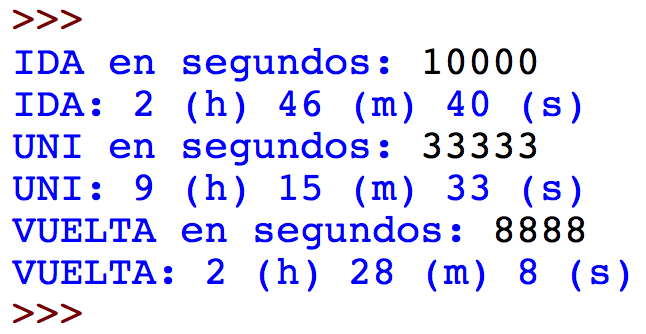 >>>
IDA en segundos: 10000
IDA: 2 (h) 46 (m) 40 (s)
UNI en segundos: 33333
UNI: 9 (h) 15 (m) 33 (s)
VUELTA en segundos: 8888
VUELTA: 2 (h) 28 (m) 8 (s)
>>>